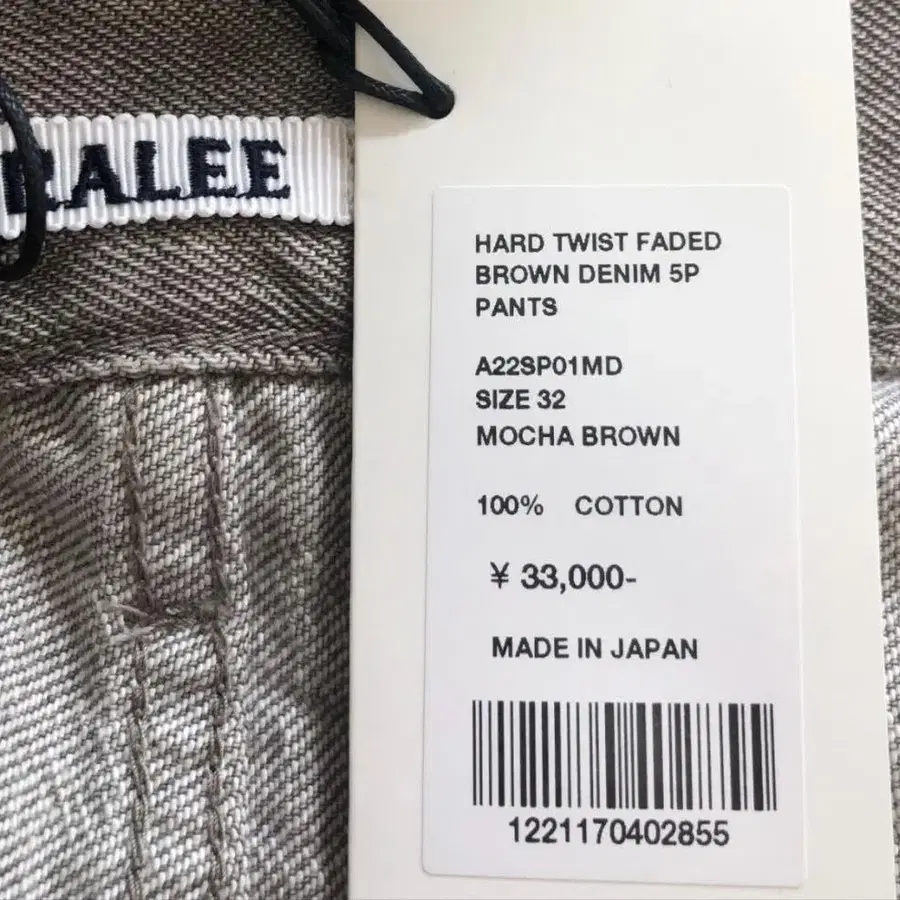 RALEE
HARD TWIST FADED
BROWN DENIM 5P
PANTS
A22SP01MD
SIZE 32
MOCHA BROWN
100% COTTON
¥ 33,000-
MADE IN JAPAN
1221170402855